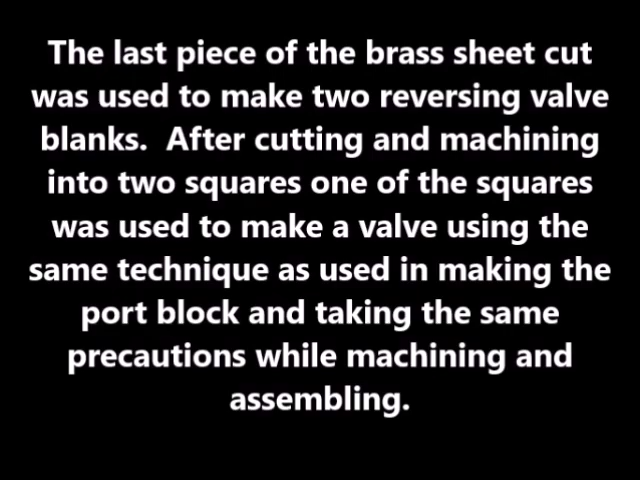 The last piece of the brass sheet cut
was used to make two reversing valve
blanks.  After cutting and machining
into two squares one of the squares
was used to make a valve using the
same technique as used in making the
port block and taking the same
precautions while machining and
assembling.